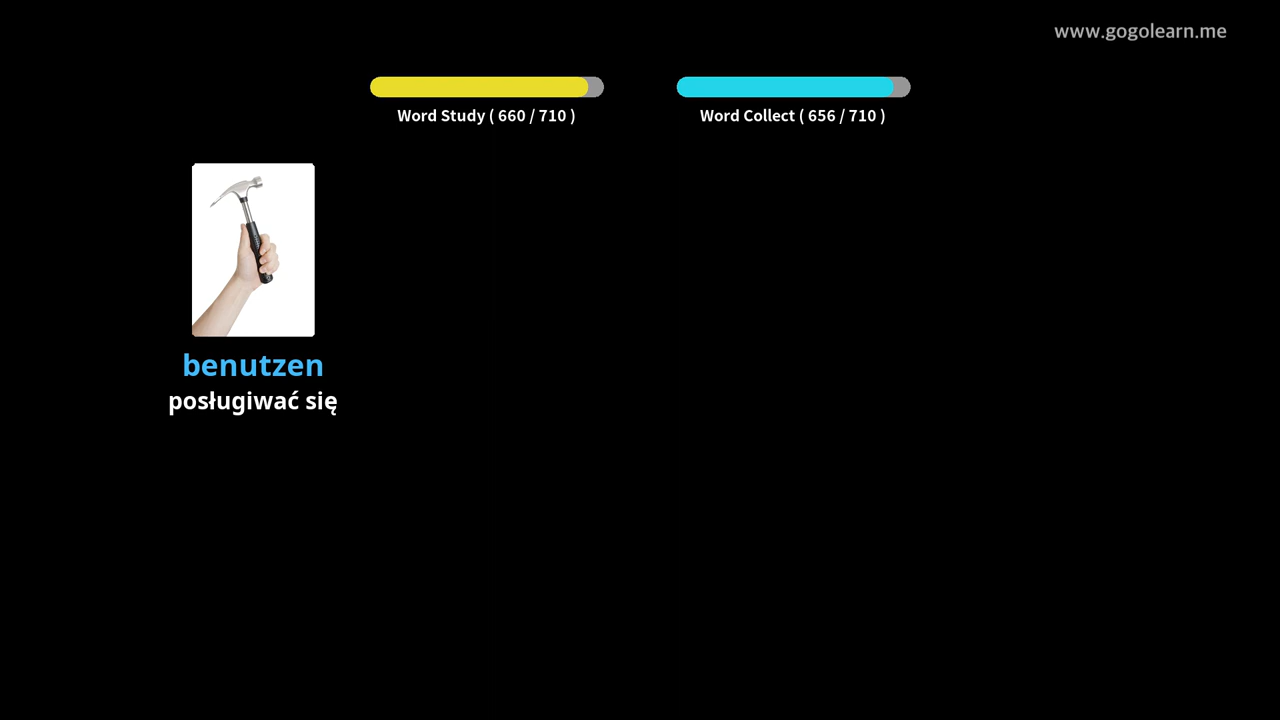 www.gogolearn.me
Word Study ( 660 / 710 )
Word Collect ( 656 / 710 )
benutzen
posługiwać się